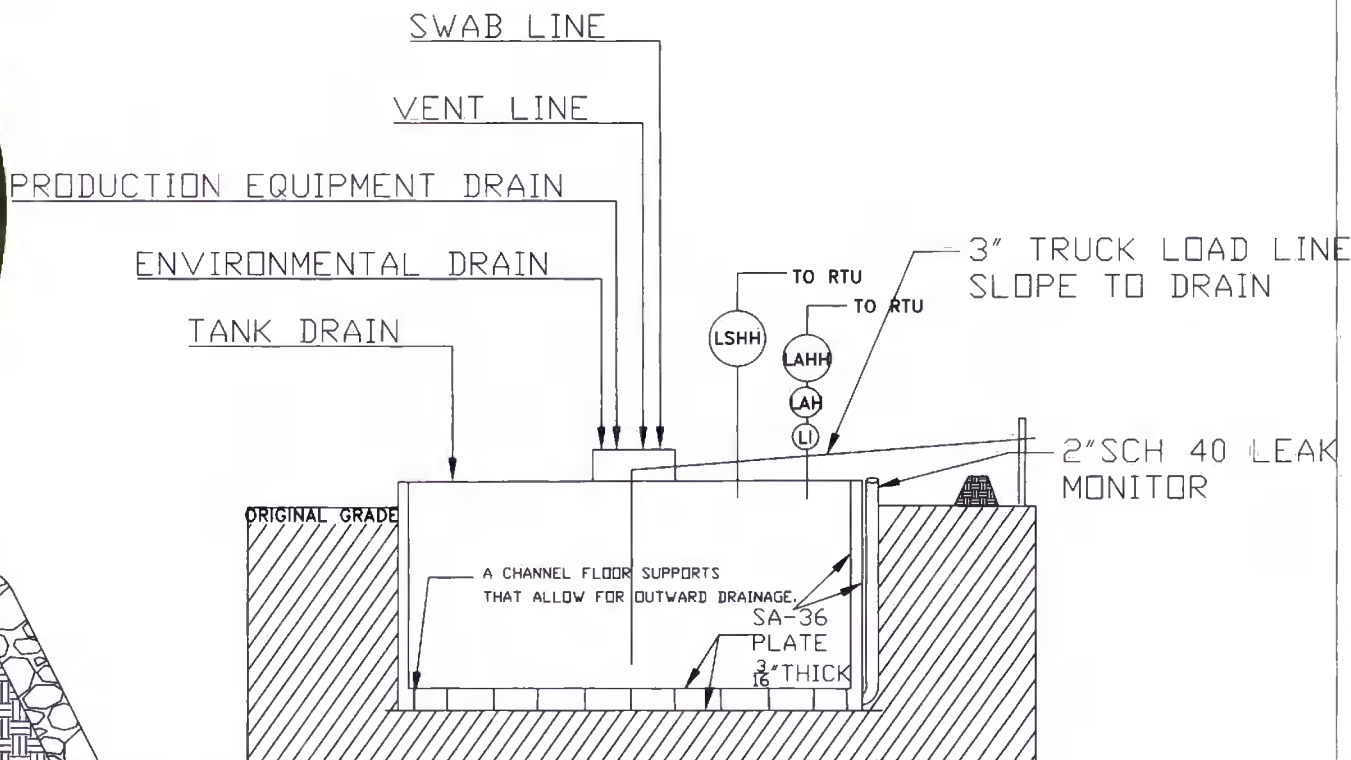 SWAB LINE
VENT LINE
PRODUCTION EQUIPMENT DRAIN
ENVIRONMENTAL DRAIN
TANK DRAIN
TO RTU
TO RTU
3" TRUCK LOAD LINE
SLOPE TO DRAIN
LSHH
LAHH
LAH
LI
2"SCH 40 LEAK
MONITOR
ORIGINAL GRADE
A CHANNEL FLOOR SUPPORTS
THAT ALLOW FOR OUTWARD DRAINAGE.
SA-36
PLATE
3/16" THICK